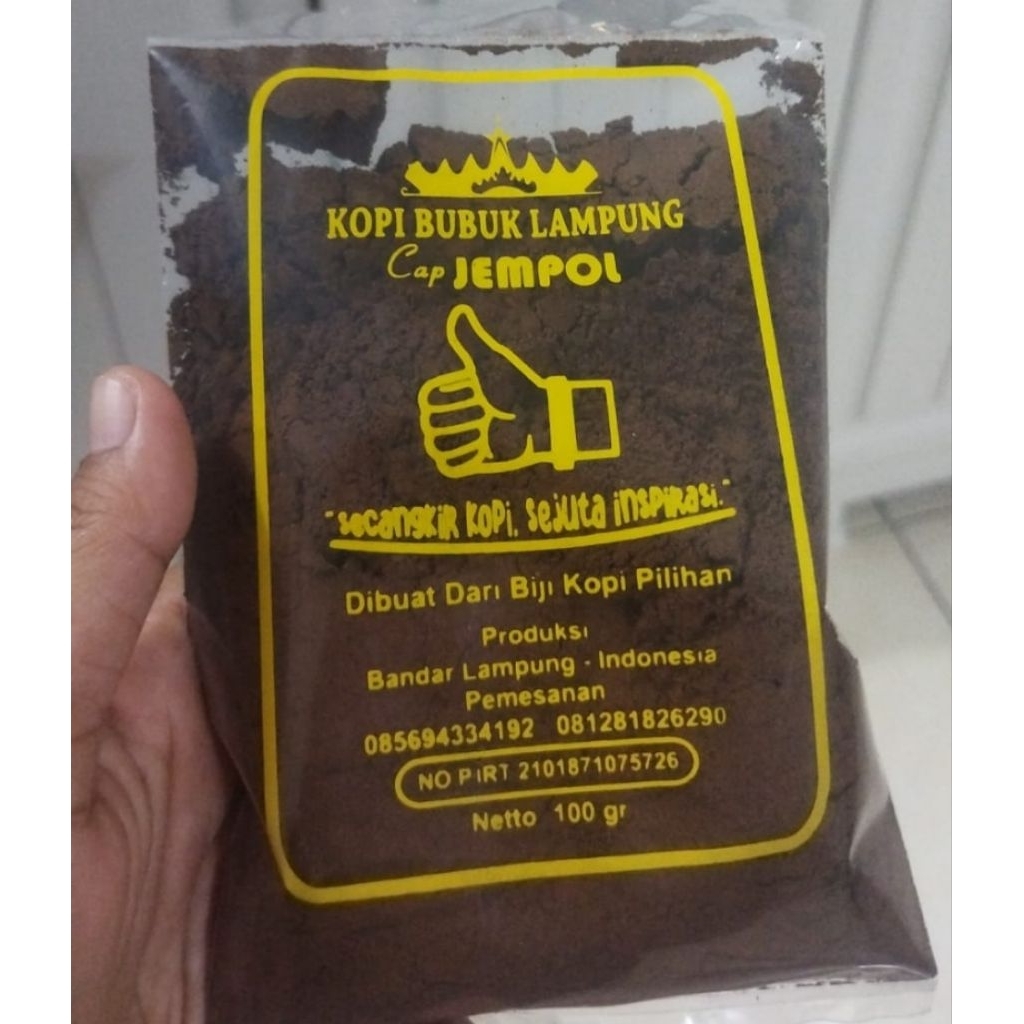 KOPI BUBUK LAMPUNG
Cap JEMPOL
"secangkir kopi, sejuta inspirasi."
Dibuat Dari Biji Kopi Pilihan
Produksi
Bandar Lampung - Indonesia
Pemesanan
085694334192 081281826290
NO PIRT 2101871075726
Netto 100 gr